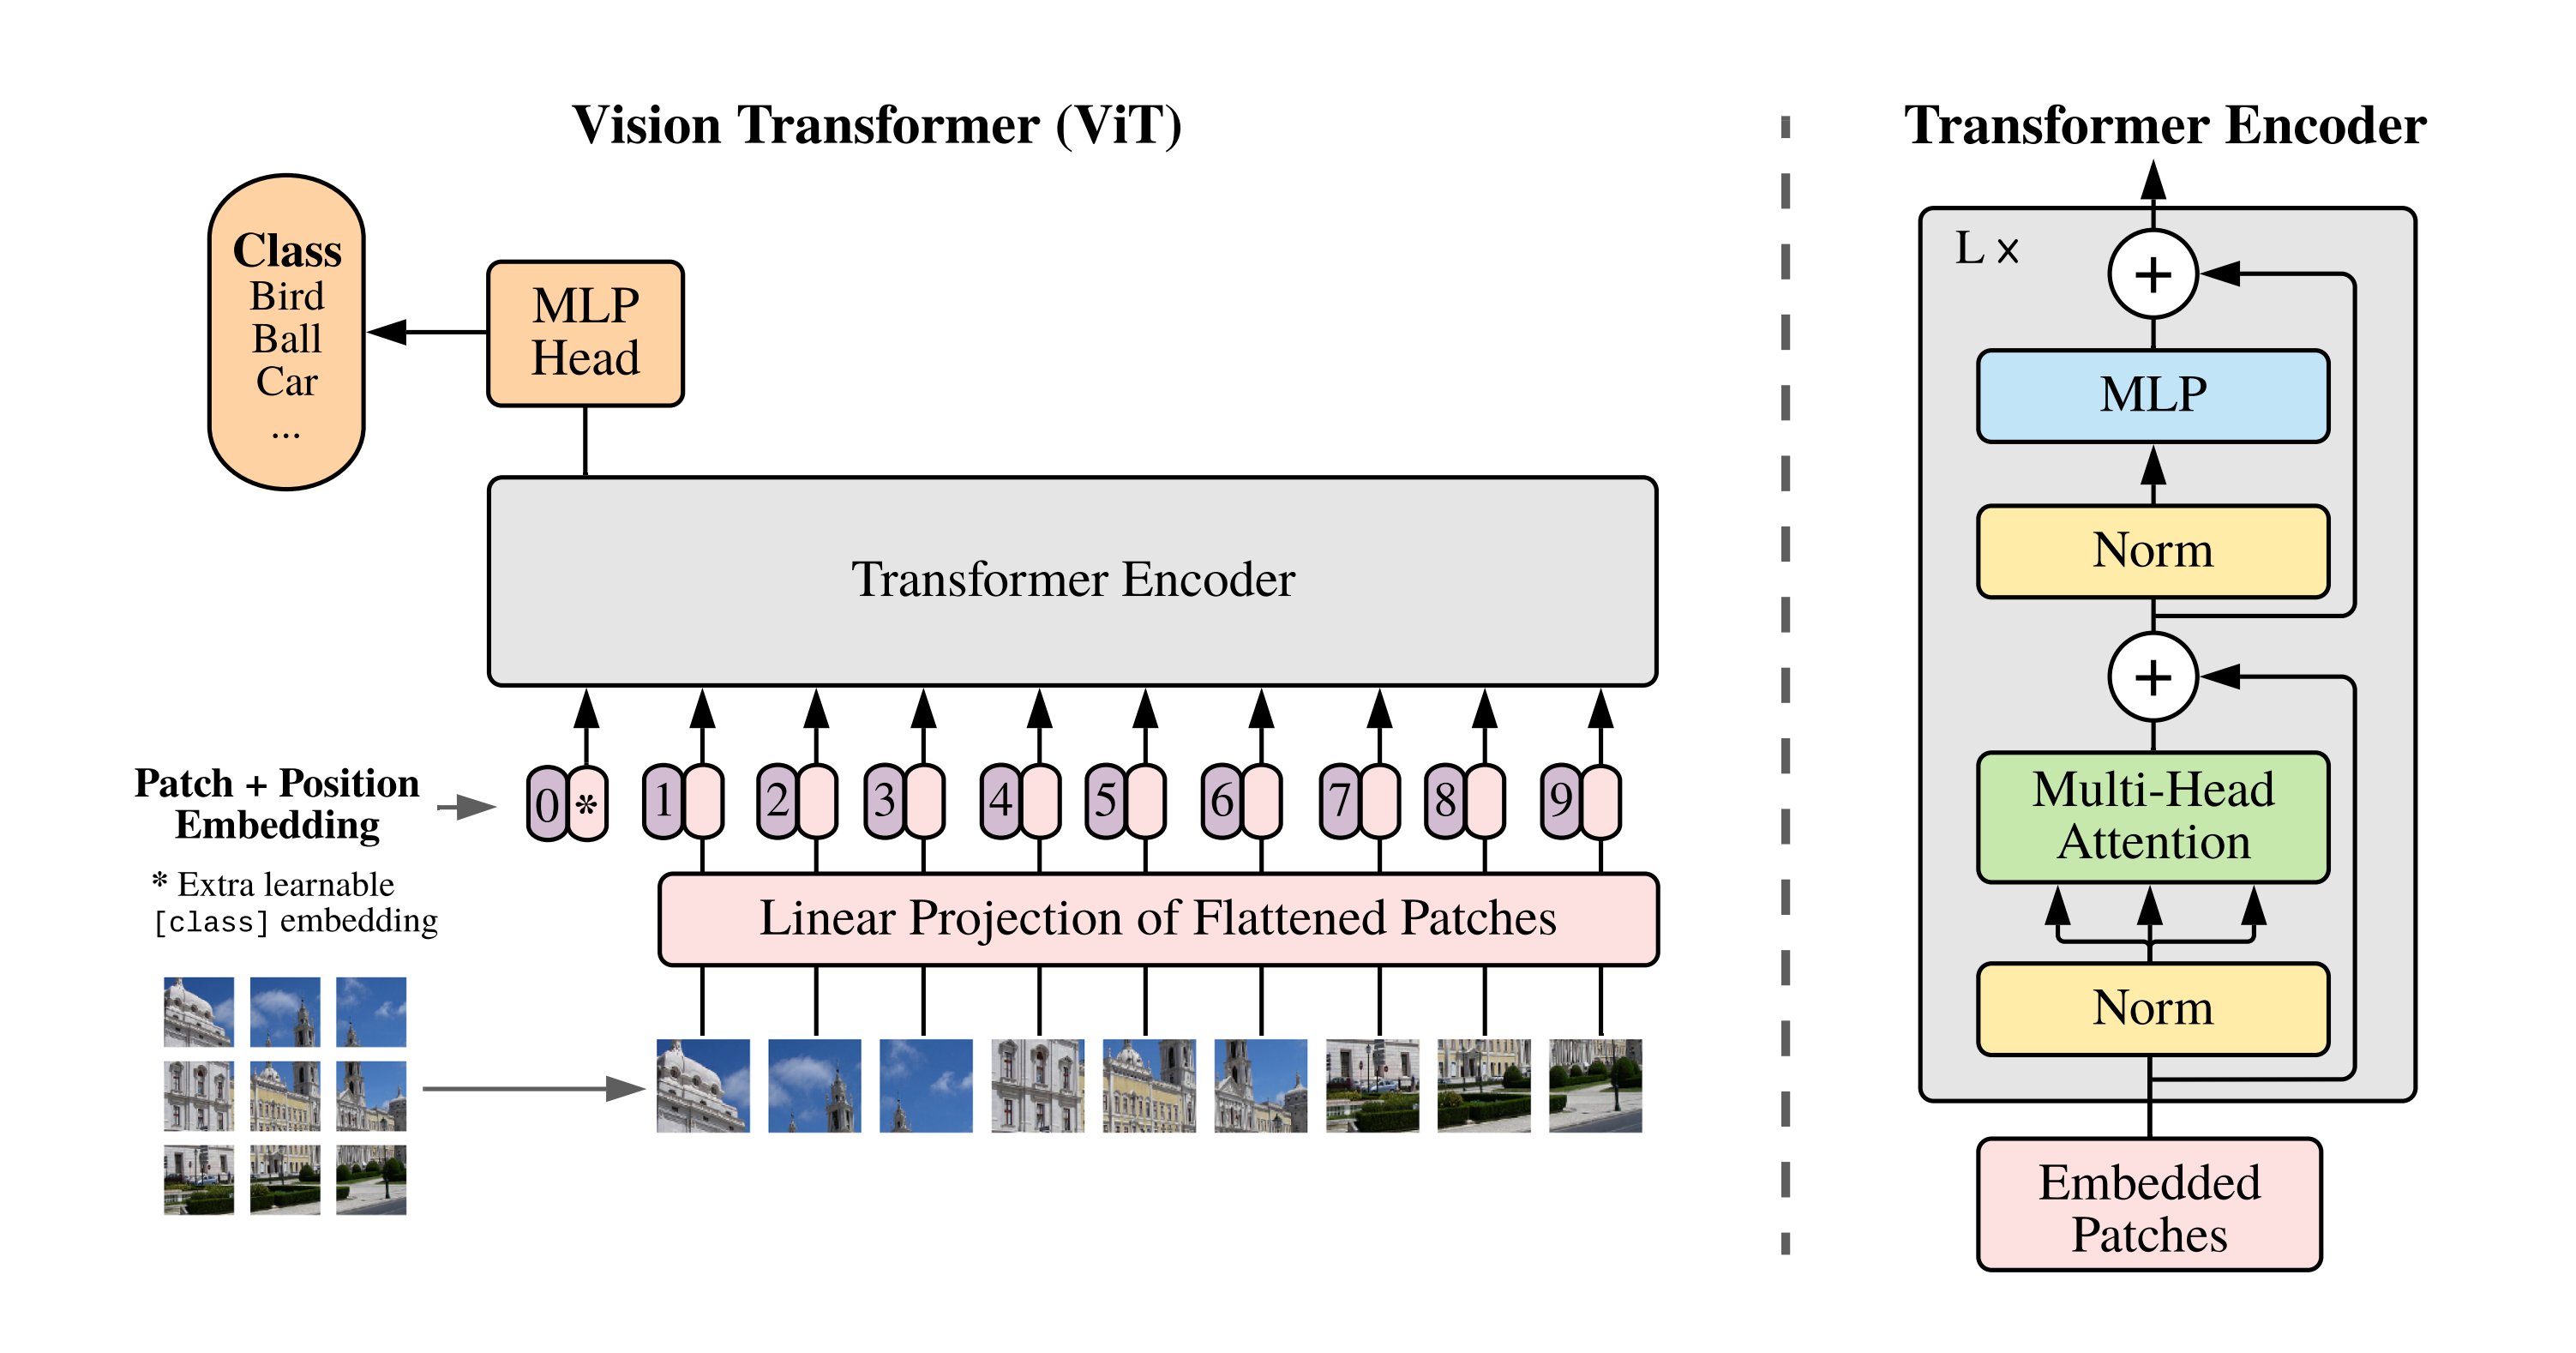 Vision Transformer (ViT)
Class
Bird
Ball
Car
...
MLP
Head
Transformer Encoder
Patch + Position
Embedding
* Extra learnable
[class] embedding
0 * 1 2 3 4 5 6 7 8 9
Linear Projection of Flattened Patches
Transformer Encoder
L ×
+
MLP
Norm
+
Multi-Head
Attention
Norm
Embedded
Patches